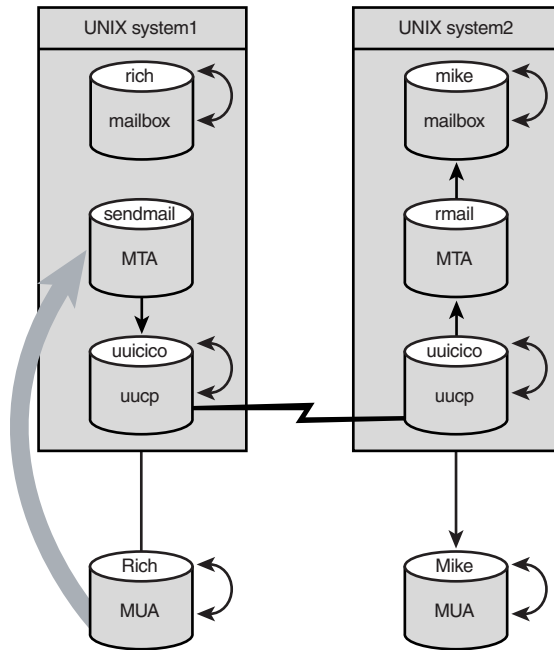 UNIX system1
rich
mailbox
sendmail
MTA
uuicico
uucp
Rich
MUA
UNIX system2
mike
mailbox
rmail
MTA
uuicico
uucp
Mike
MUA